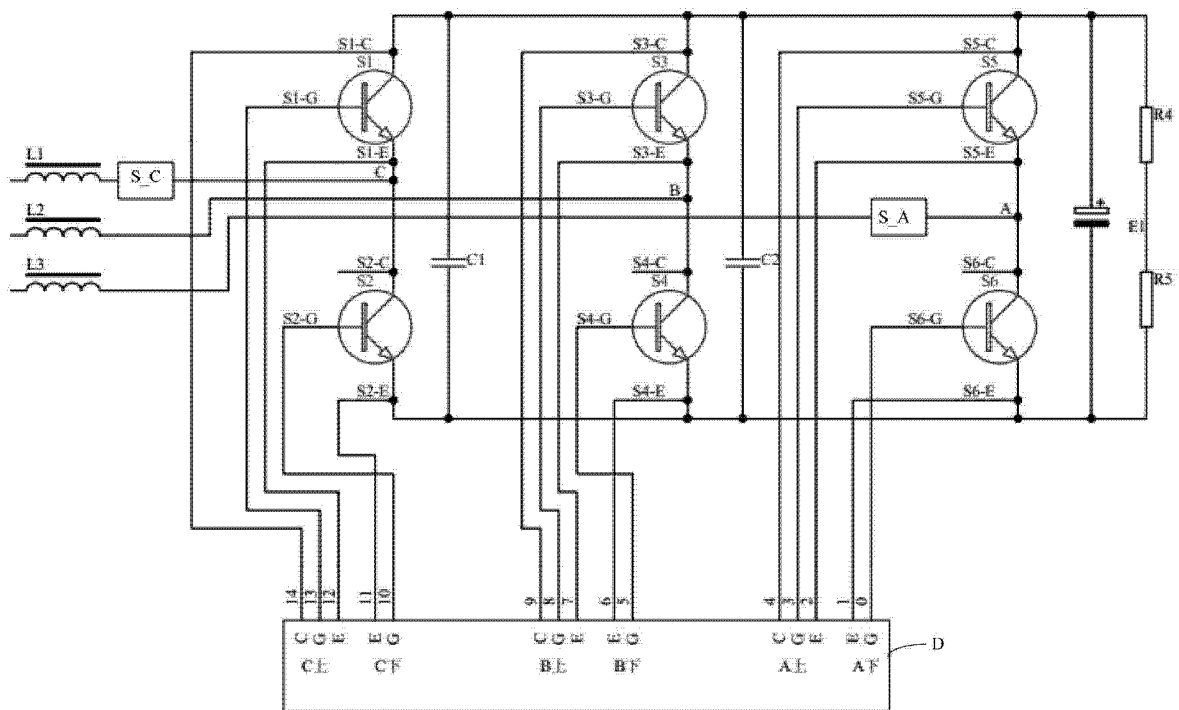 S1-C
S3-C
S5-C
S1
S3
S5
S1-G
S3-G
S5-G
R4
L1
S1-E
S3-E
S5-E
S_C
C
L2
B
S_A
A
E1
+
L3
S2-C
C1
S4-C
C2
S6-C
S2
S4
S6
R5
S2-G
S4-G
S6-G
S2-E
S4-E
S6-E
14 13 12 11 10 9 8 7 6 5 4 3 2 1 0
C G E E G C G E E G C G E E G
C上 C下 B上 B下 A上 A下
D